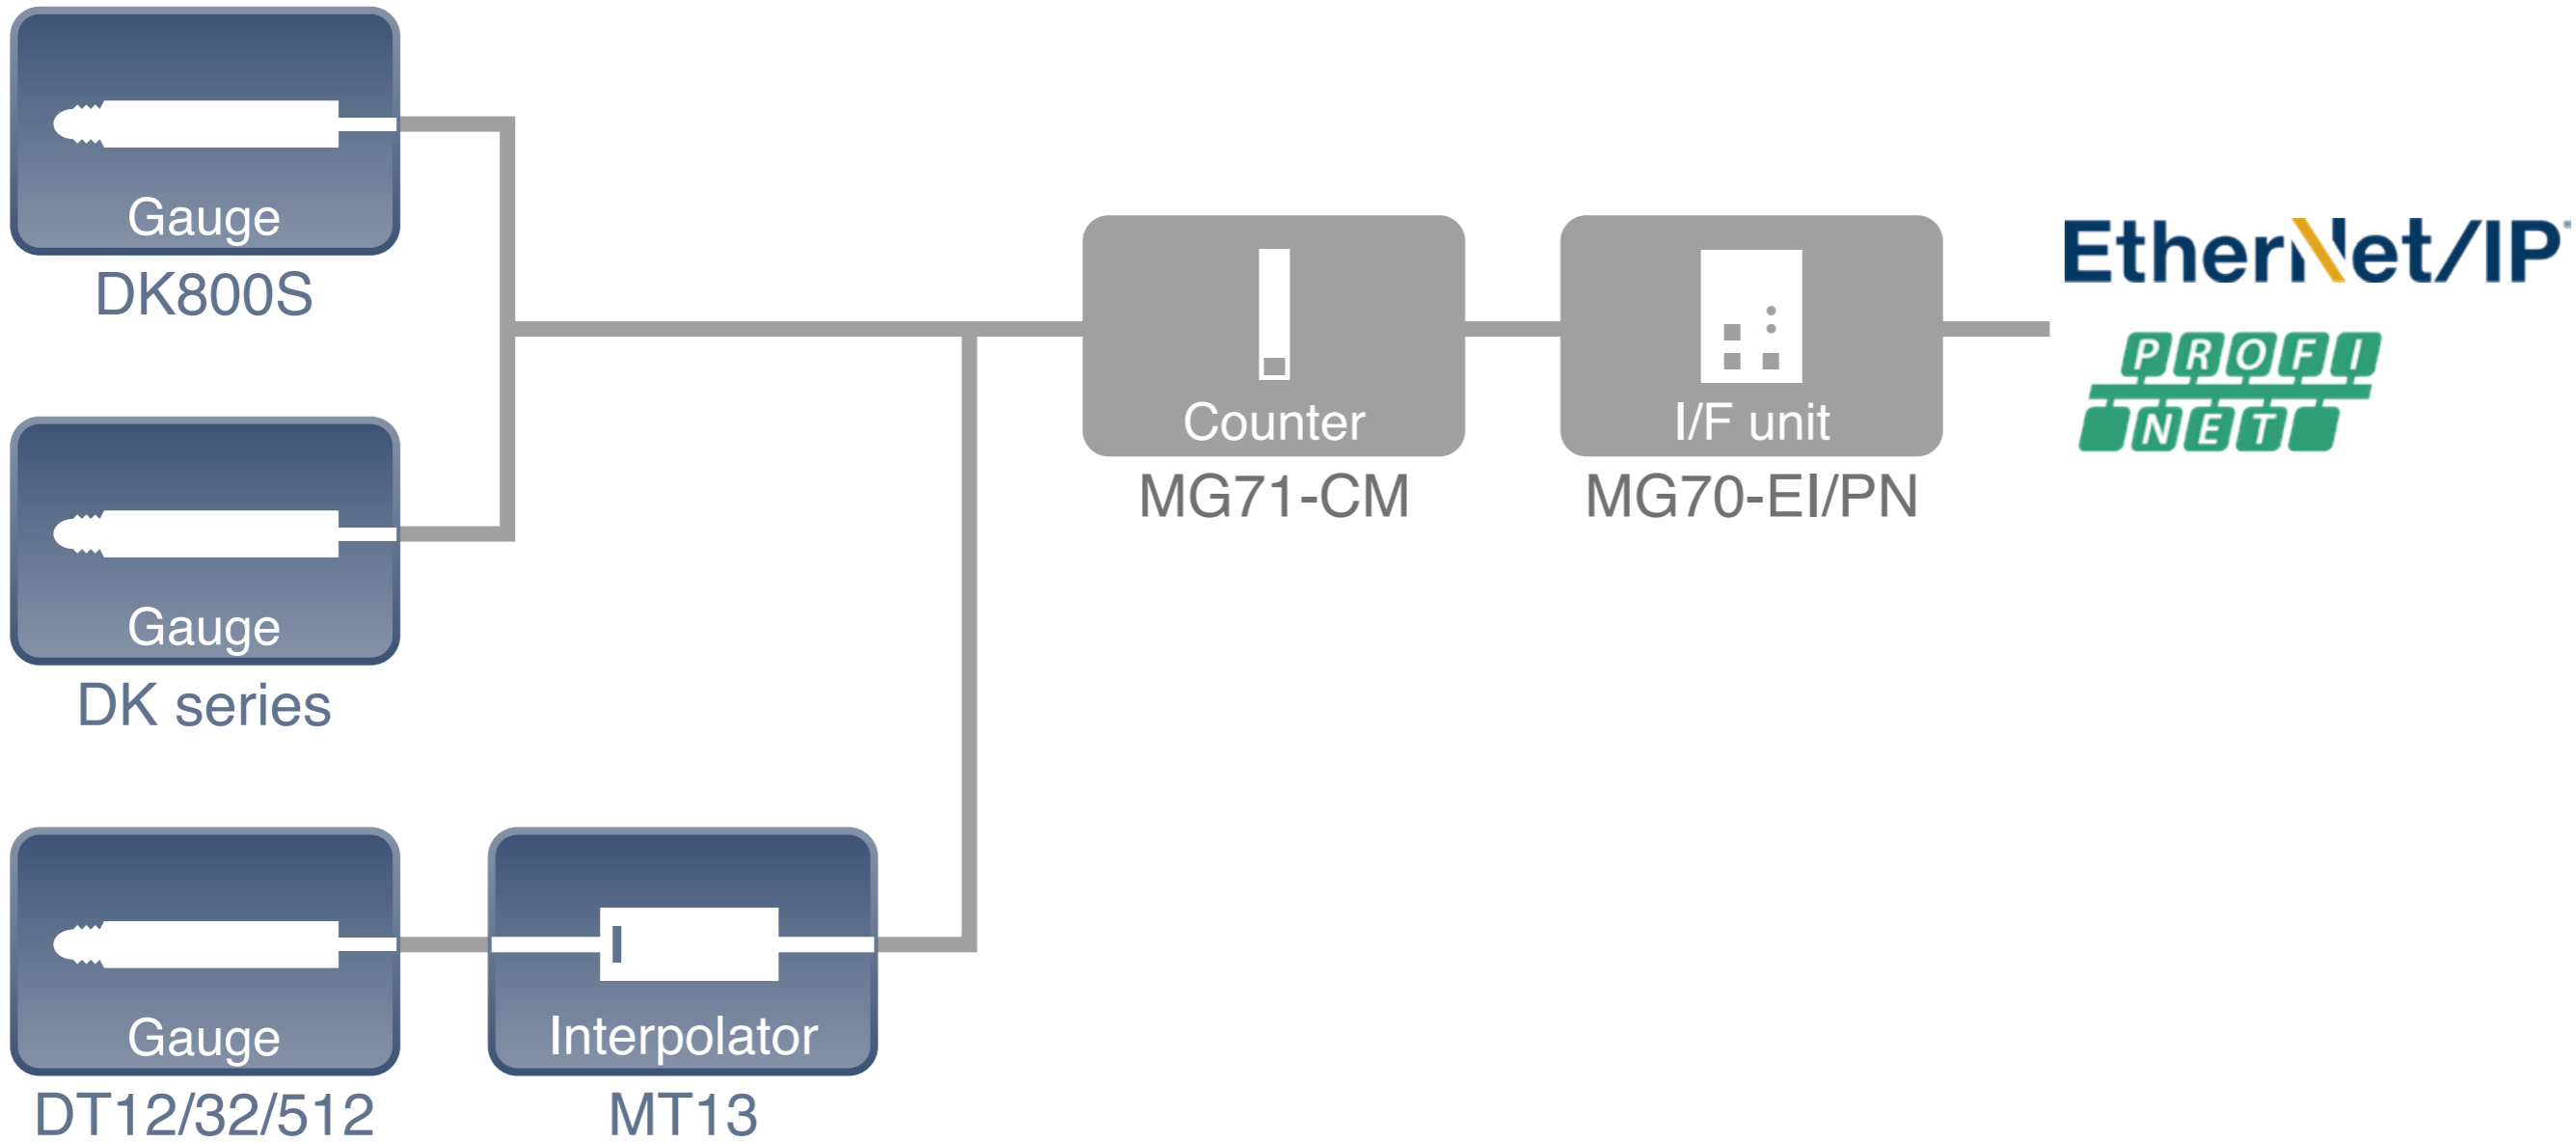 Gauge
DK800S
Gauge
DK series
Gauge
DT12/32/512
Interpolator
MT13
Counter
MG71-CM
I/F unit
MG70-EI/PN
EtherNet/IP
PROFI
NET